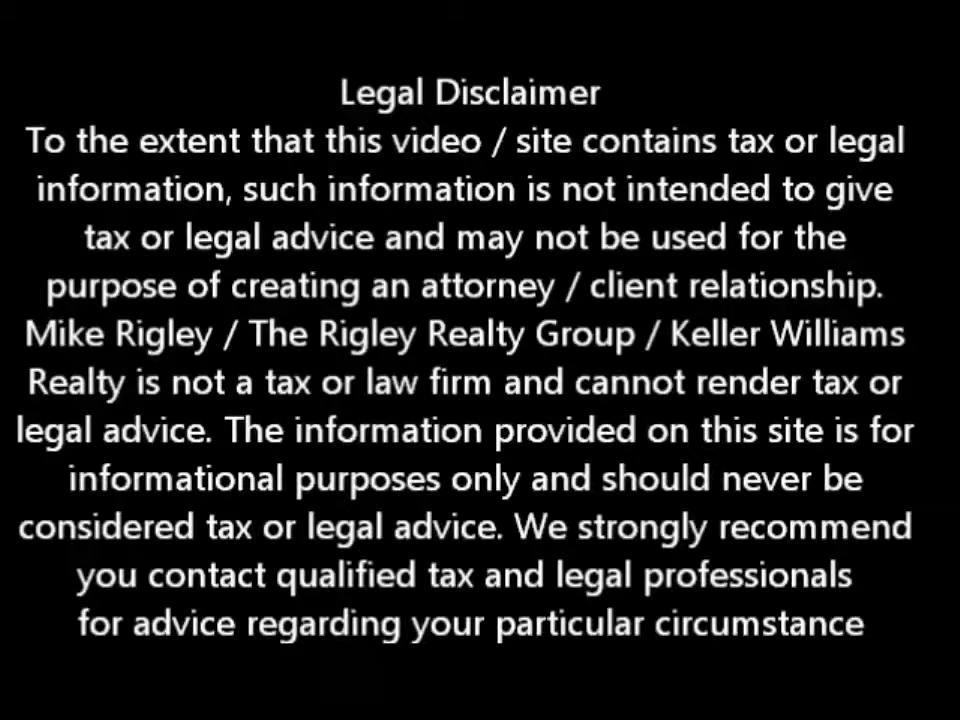 Legal Disclaimer
To the extent that this video / site contains tax or legal
information, such information is not intended to give
tax or legal advice and may not be used for the
purpose of creating an attorney / client relationship.
Mike Rigley / The Rigley Realty Group / Keller Williams
Realty is not a tax or law firm and cannot render tax or
legal advice. The information provided on this site is for
informational purposes only and should never be
considered tax or legal advice. We strongly recommend
you contact qualified tax and legal professionals
for advice regarding your particular circumstance